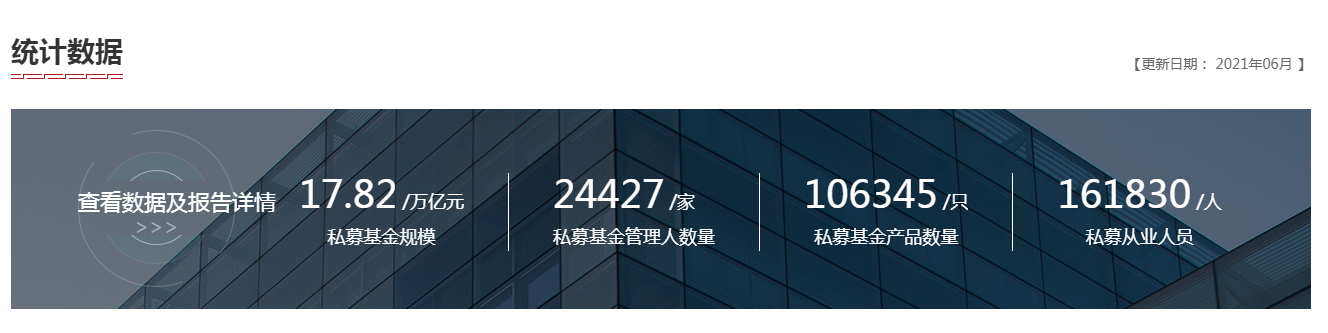 统计数据
【更新日期： 2021年06月 】
查看数据及报告详情
>>>
17.82 /万亿元
私募基金规模
24427 /家
私募基金管理人数量
106345 /只
私募基金产品数量
161830 /人
私募从业人员